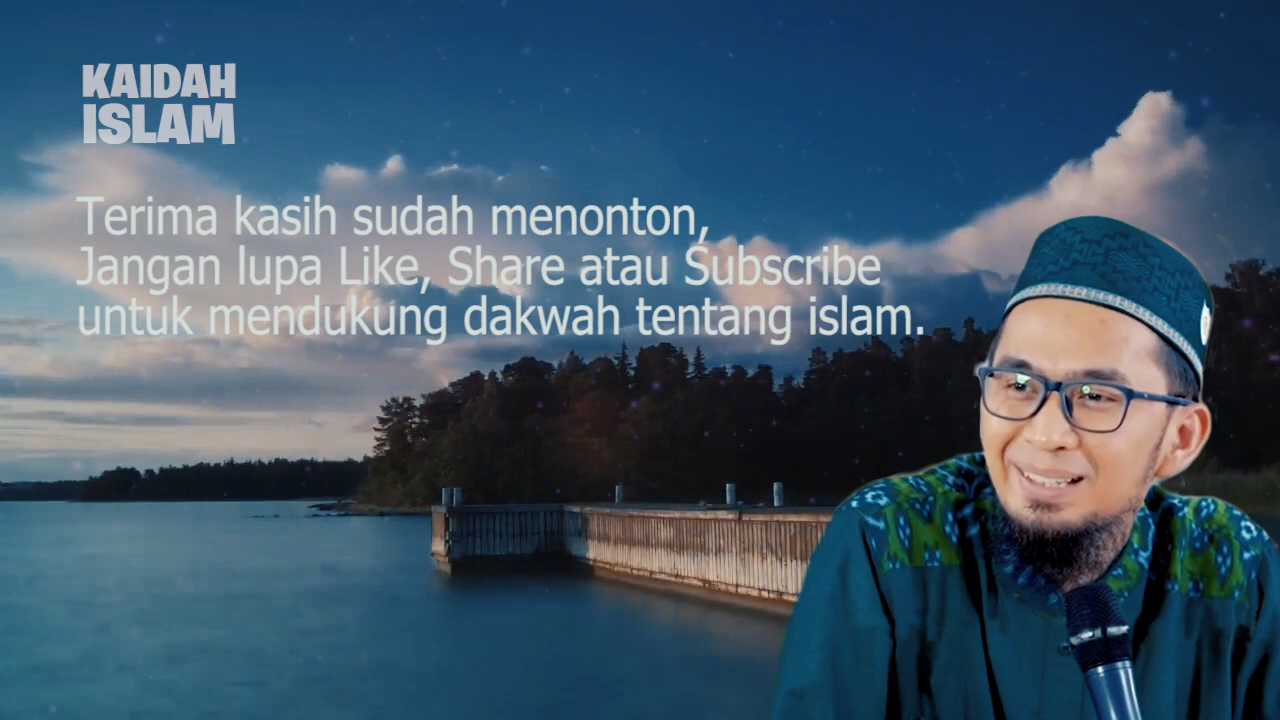 KAIDAH
ISLAM
Terima kasih sudah menonton,
Jangan lupa Like, Share atau Subscribe
untuk mendukung dakwah tentang islam.